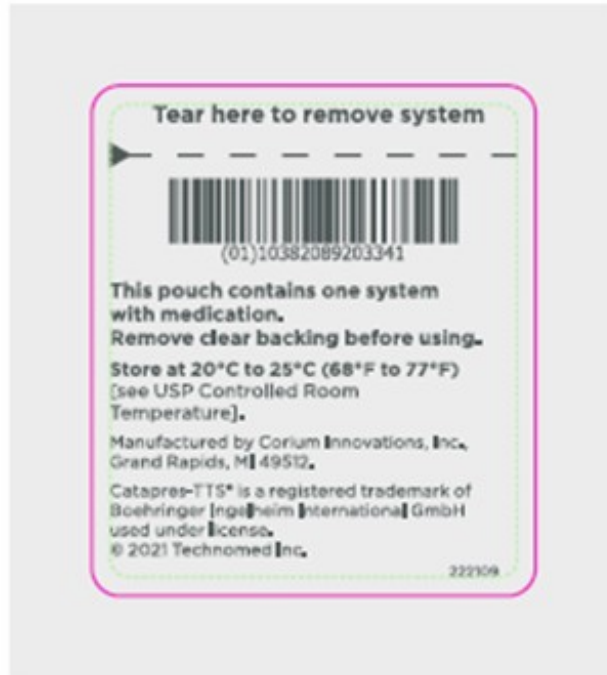 Tear here to remove system
(01)10382089203341
This pouch contains one system
with medication.
Remove clear backing before using.
Store at 20°C to 25°C (68°F to 77°F)
[see USP Controlled Room
Temperature].
Manufactured by Corium Innovations, Inc.,
Grand Rapids, MI 49512.
Catapres-TTS® is a registered trademark of
Boehringer Ingelheim International GmbH
used under license.
© 2021 Technomed Inc.
222109